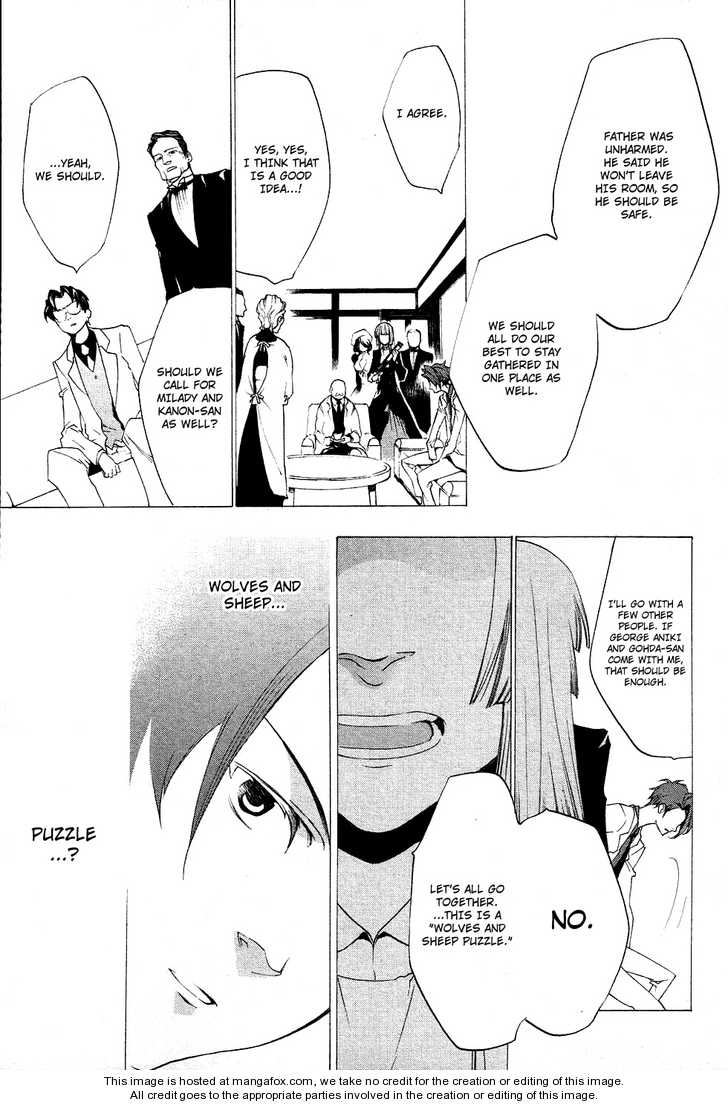 FATHER WAS
UNHARMED.
HE SAID HE
WON'T LEAVE
HIS ROOM, SO
HE SHOULD BE
SAFE.
WE SHOULD
ALL DO OUR
BEST TO STAY
GATHERED IN
ONE PLACE AS
WELL.
I AGREE.
YES, YES,
I THINK THAT
IS A GOOD
IDEA...!
SHOULD WE
CALL FOR
MILADY AND
KANON-SAN
AS WELL?
...YEAH,
WE SHOULD.
I'LL GO WITH A
FEW OTHER
PEOPLE. IF
GEORGE ANIKI
AND GOHDA-SAN
COME WITH ME,
THAT SHOULD BE
ENOUGH.
NO.
LET'S ALL GO
TOGETHER.
...THIS IS A
"WOLVES AND
SHEEP PUZZLE."
WOLVES AND
SHEEP...
PUZZLE
...?
This image is hosted at mangafox.com, we take no credit for the creation or editing of this image.
All credit goes to the appropriate parties involved in the creation or editing of this image.